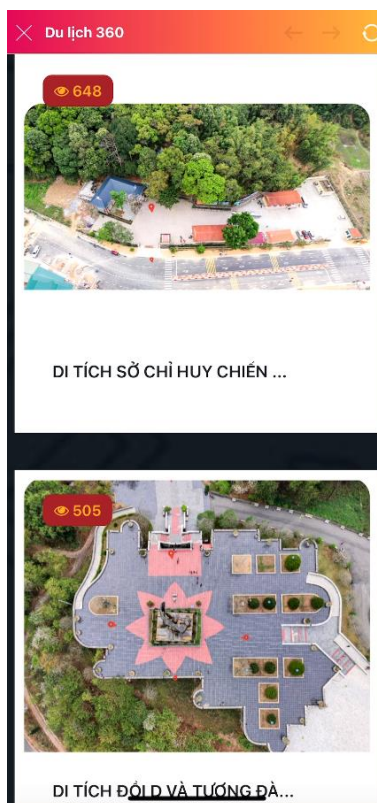 Du lịch 360
648
DI TÍCH SỞ CHỈ HUY CHIẾN ...
505
DI TÍCH ĐỒI D VÀ TƯỢNG ĐÀ...